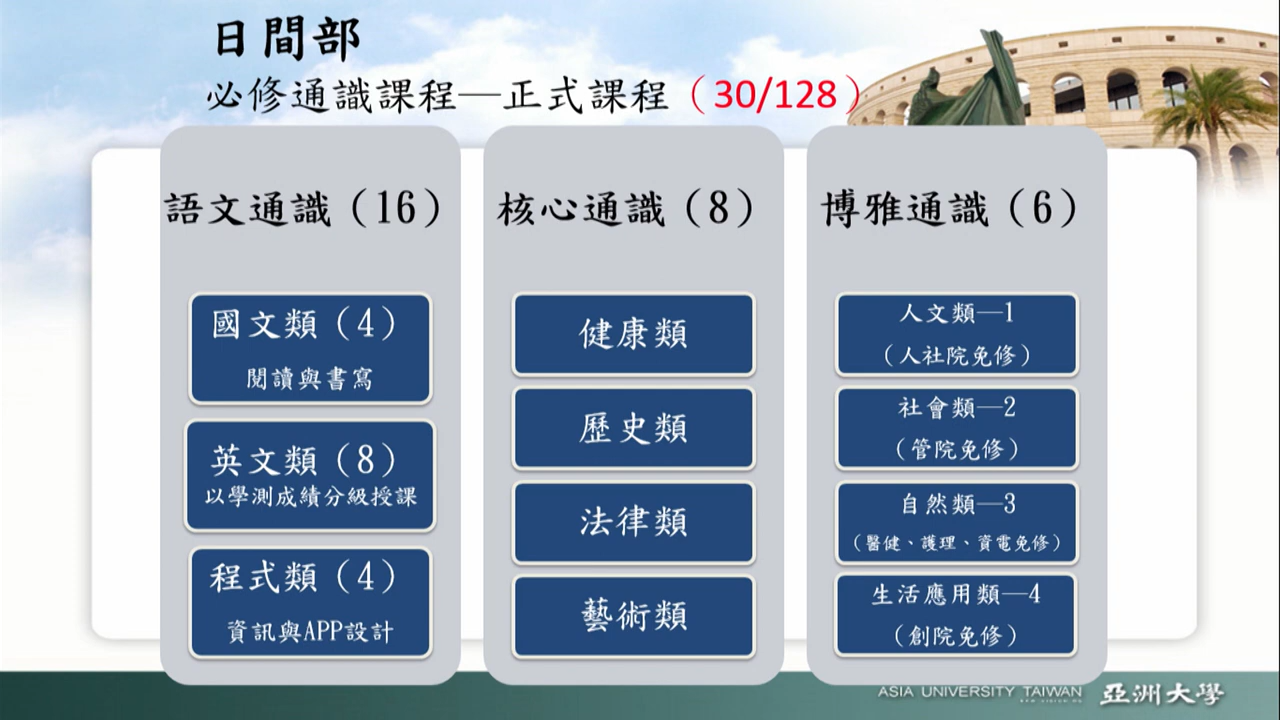 日間部
必修通識課程—正式課程（30/128）
語文通識（16）
國文類（4）
閱讀與書寫
英文類（8）
以學測成績分級授課
程式類（4）
資訊與APP設計
核心通識（8）
健康類
歷史類
法律類
藝術類
博雅通識（6）
人文類—1
（人社院免修）
社會類—2
（管院免修）
自然類—3
（醫健、護理、資電免修）
生活應用類—4
（創院免修）
ASIA UNIVERSITY TAIWAN
亞洲大學